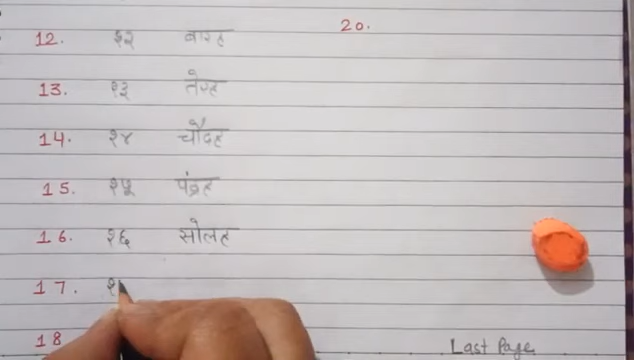 12. १२ बारह
13. १३ तेरह
14. १४ चौदह
15. १५ पंद्रह
16. १६ सोलह
17. १
18
20.
Last Page